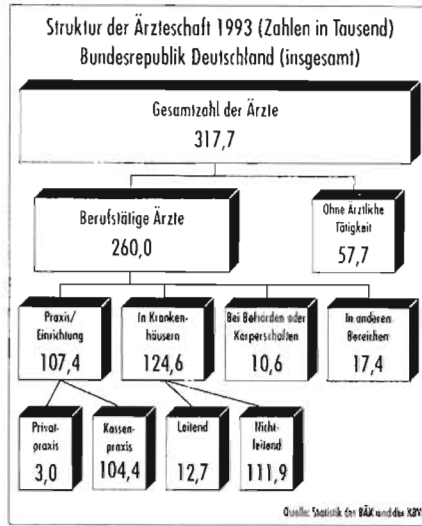 Struktur der Ärzteschaft 1993 (Zahlen in Tausend)
Bundesrepublik Deutschland (insgesamt)
Gesamtzahl der Ärzte
317,7
Berufstätige Ärzte
260,0
Ohne Ärztliche
Tätigkeit
57,7
Praxis/
Einrichtung
107,4
In Kranken-
häusern
124,6
Bei Behörden oder
Körperschaften
10,6
In anderen
Bereichen
17,4
Privat-
praxis
3,0
Kassen-
praxis
104,4
Leitend
12,7
Nicht-
leitend
111,9
Quelle: Statistik der BÄK und der KBV